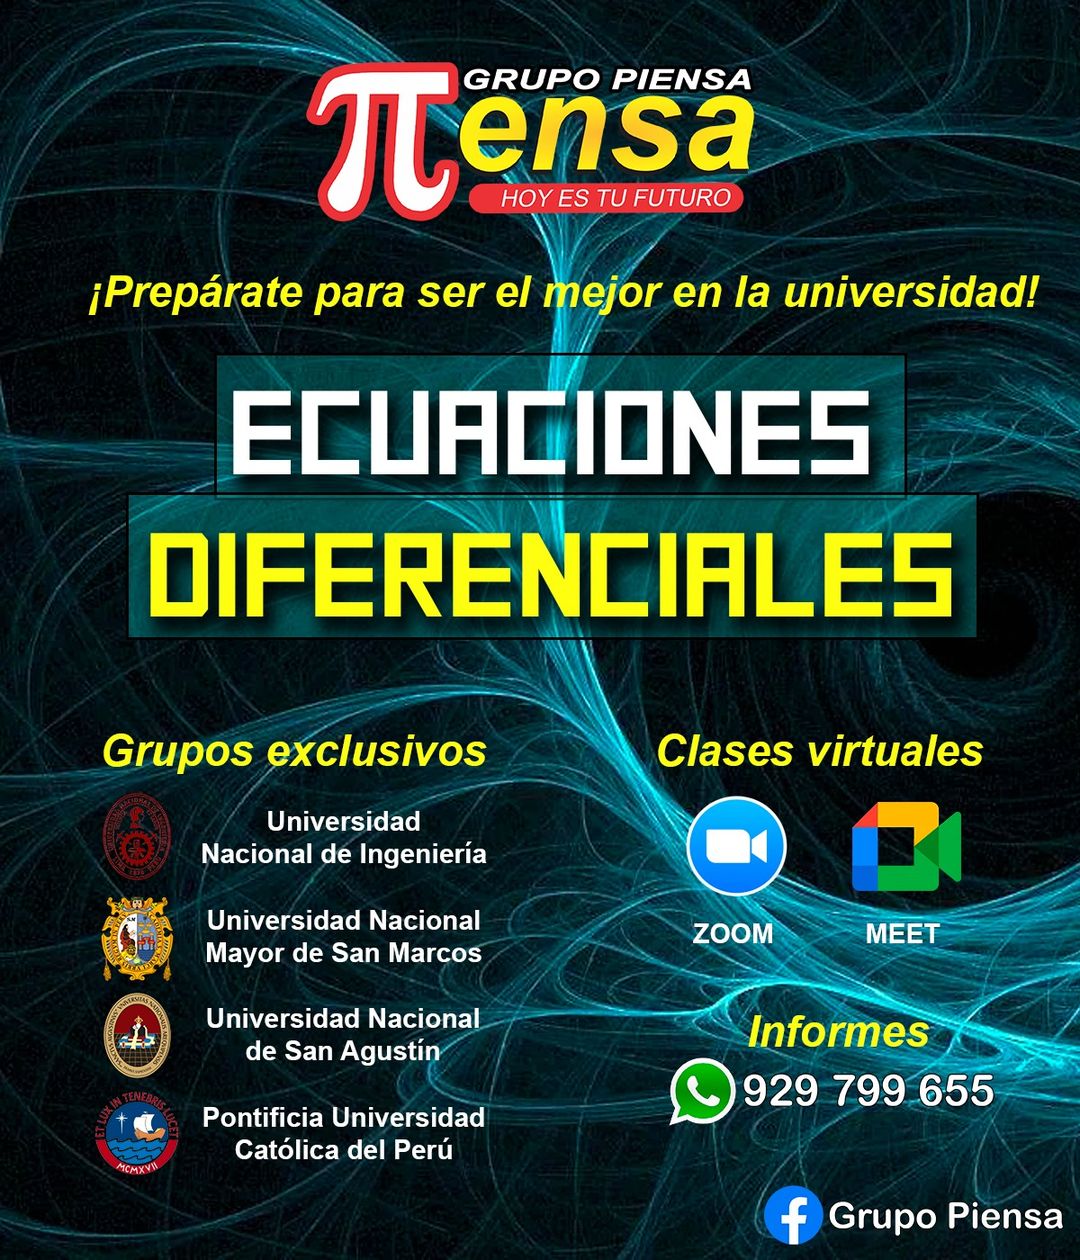 GRUPO PIENSA
πensa
HOY ES TU FUTURO
¡Prepárate para ser el mejor en la universidad!
ECUACIONES
DIFERENCIALES
Grupos exclusivos
Universidad
Nacional de Ingeniería
Universidad Nacional
Mayor de San Marcos
Universidad Nacional
de San Agustín
ET LUX IN TENEBRIS LUCET
MCMXVII
Pontificia Universidad
Católica del Perú
Clases virtuales
ZOOM
MEET
Informes
929 799 655
Grupo Piensa